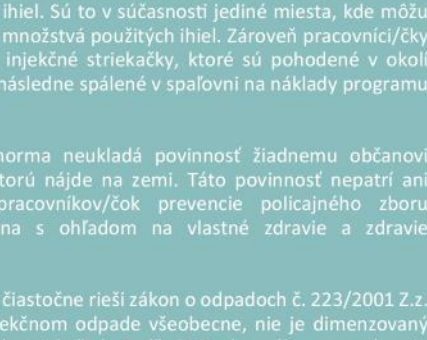 ihiel. Sú to v súčasnosti jediné miesta, kde môžu
množstvá použitých ihiel. Zároveň pracovníci/čky
injekčné striekačky, ktoré sú pohodené v okolí
následne spálené v spaľovni na náklady programu
norma neukladá povinnosť žiadnemu občanovi
torú nájde na zemi. Táto povinnosť nepatrí ani
pracovníkov/čok prevencie policajného zboru
na s ohľadom na vlastné zdravie a zdravie
čiastočne rieši zákon o odpadoch č. 223/2001 Z.z.
ekčnom odpade všeobecne, nie je dimenzovaný